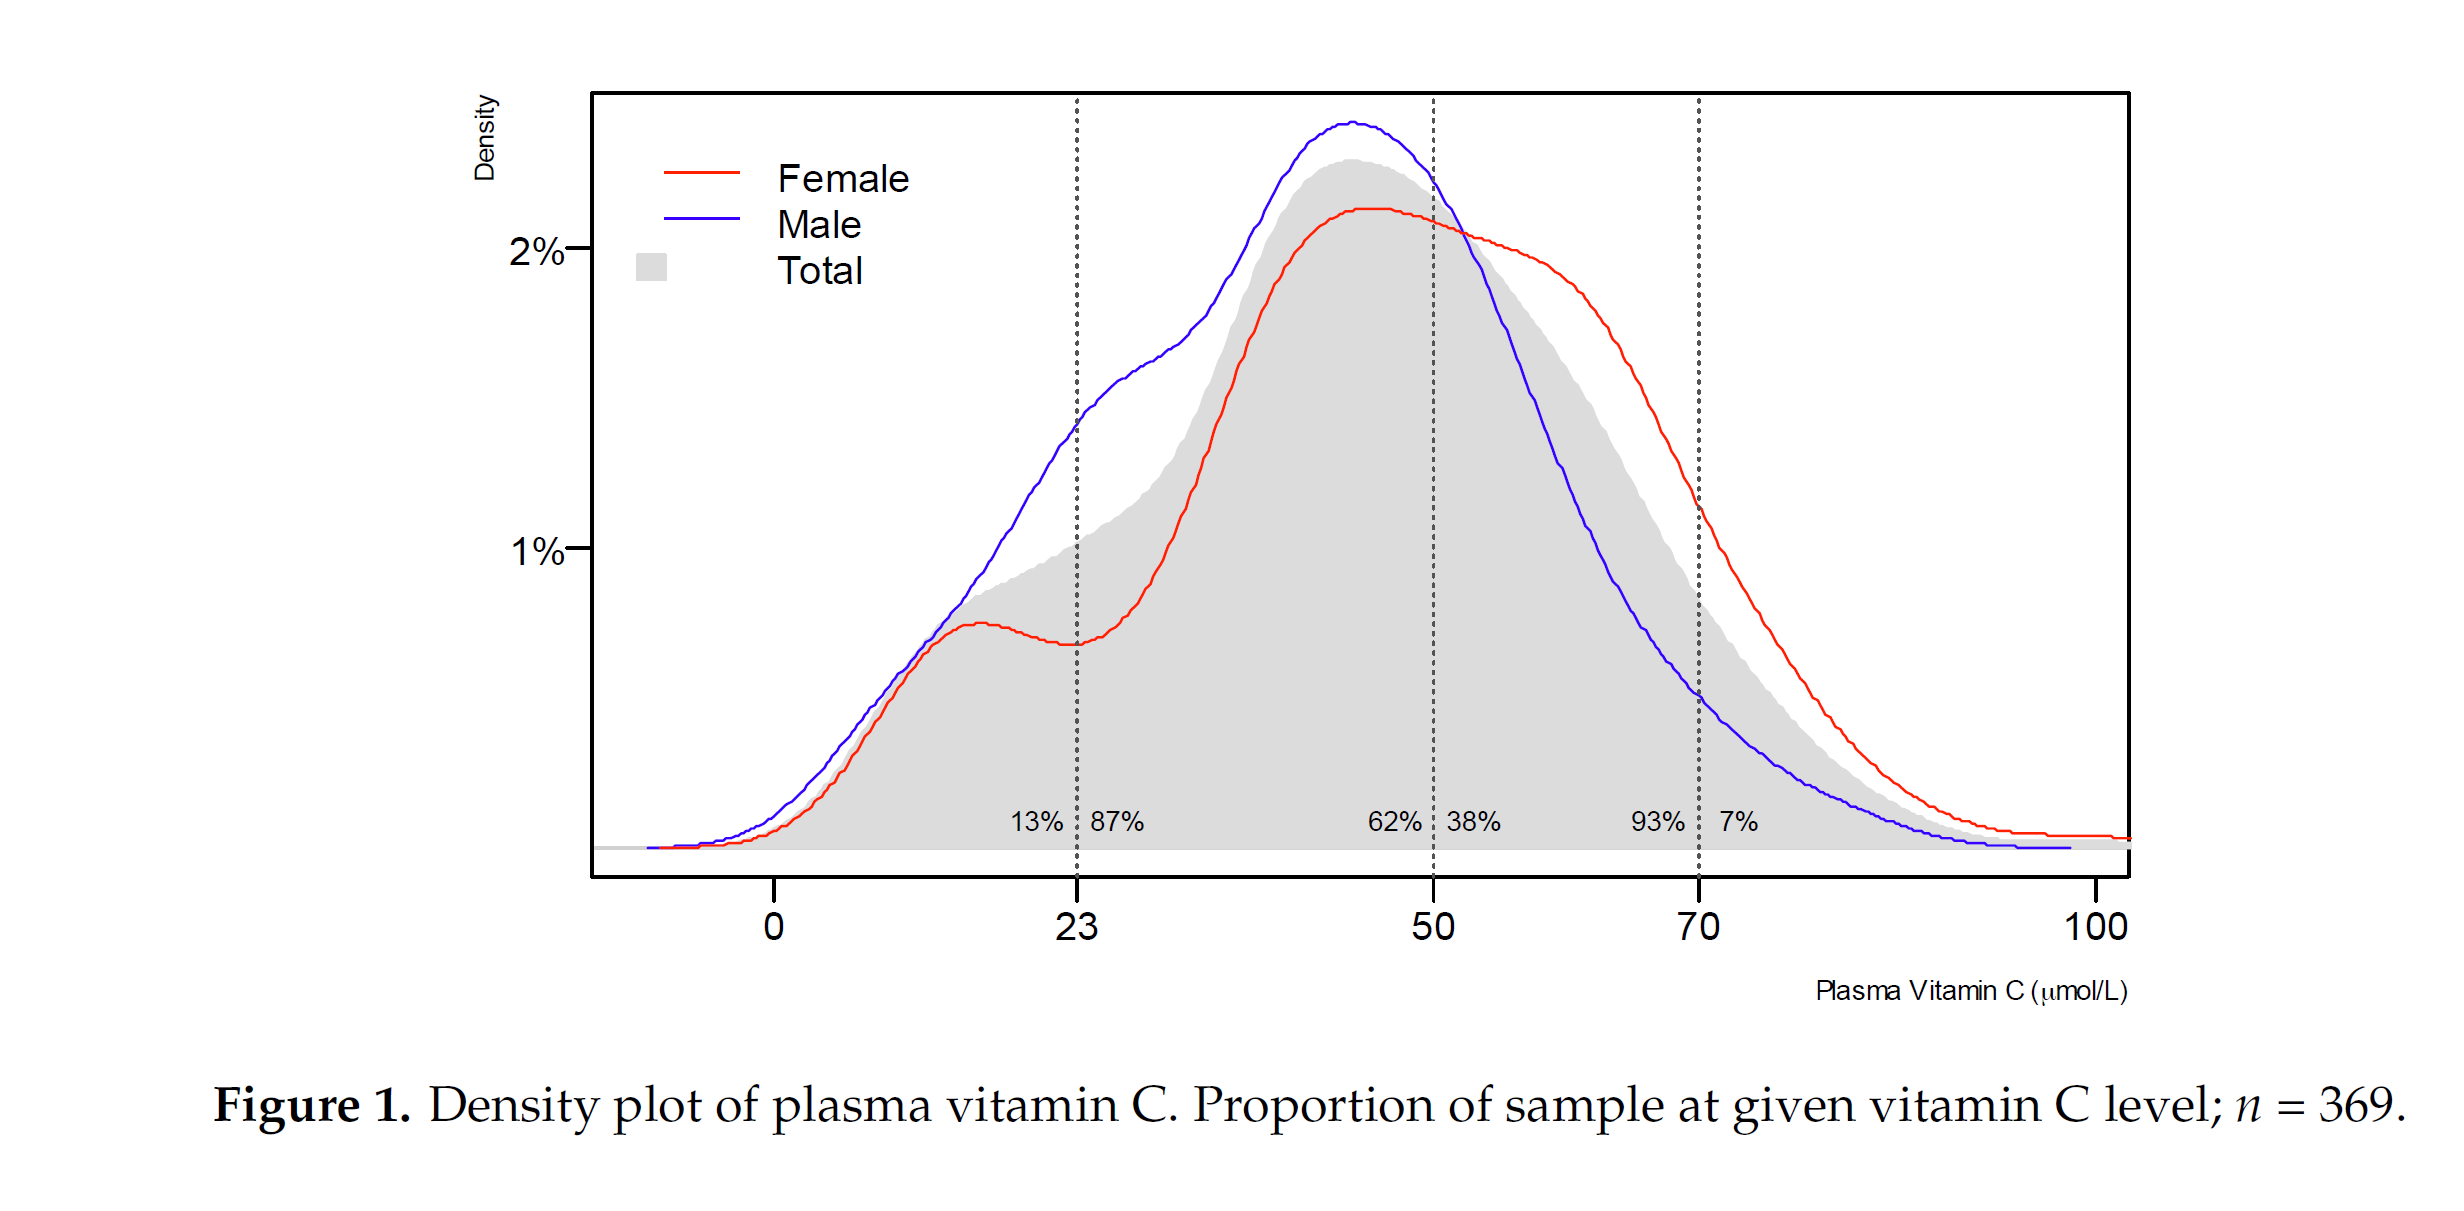 Density
Female
Male
Total
2%
1%
13% 87% 62% 38% 93% 7%
0 23 50 70 100
Plasma Vitamin C (μmol/L)
Figure 1. Density plot of plasma vitamin C. Proportion of sample at given vitamin C level; n = 369.